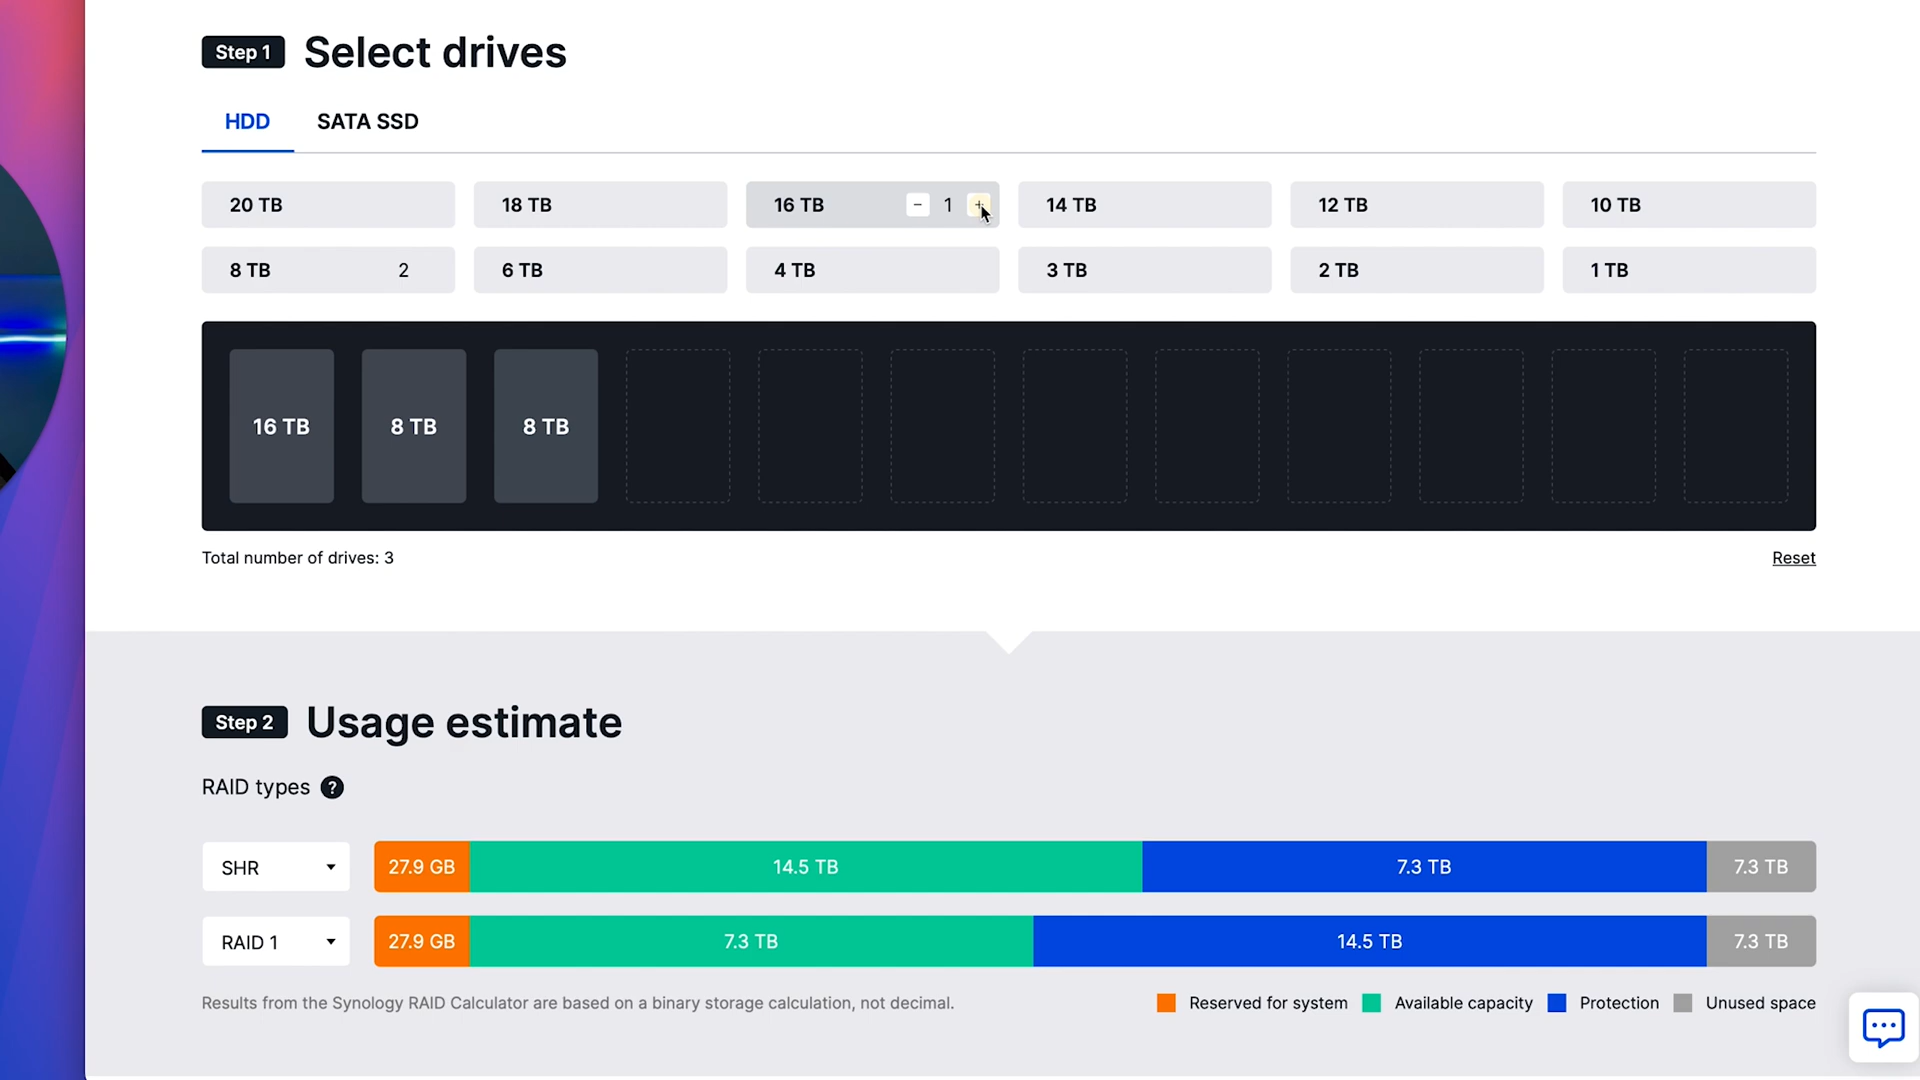 Step 1 Select drives
HDD SATA SSD
20 TB 18 TB 16 TB − 1 + 14 TB 12 TB 10 TB
8 TB 2 6 TB 4 TB 3 TB 2 TB 1 TB
16 TB 8 TB 8 TB
Total number of drives: 3 Reset
Step 2 Usage estimate
RAID types ?
SHR 27.9 GB 14.5 TB 7.3 TB 7.3 TB
RAID 1 27.9 GB 7.3 TB 14.5 TB 7.3 TB
Results from the Synology RAID Calculator are based on a binary storage calculation, not decimal. Reserved for system Available capacity Protection Unused space